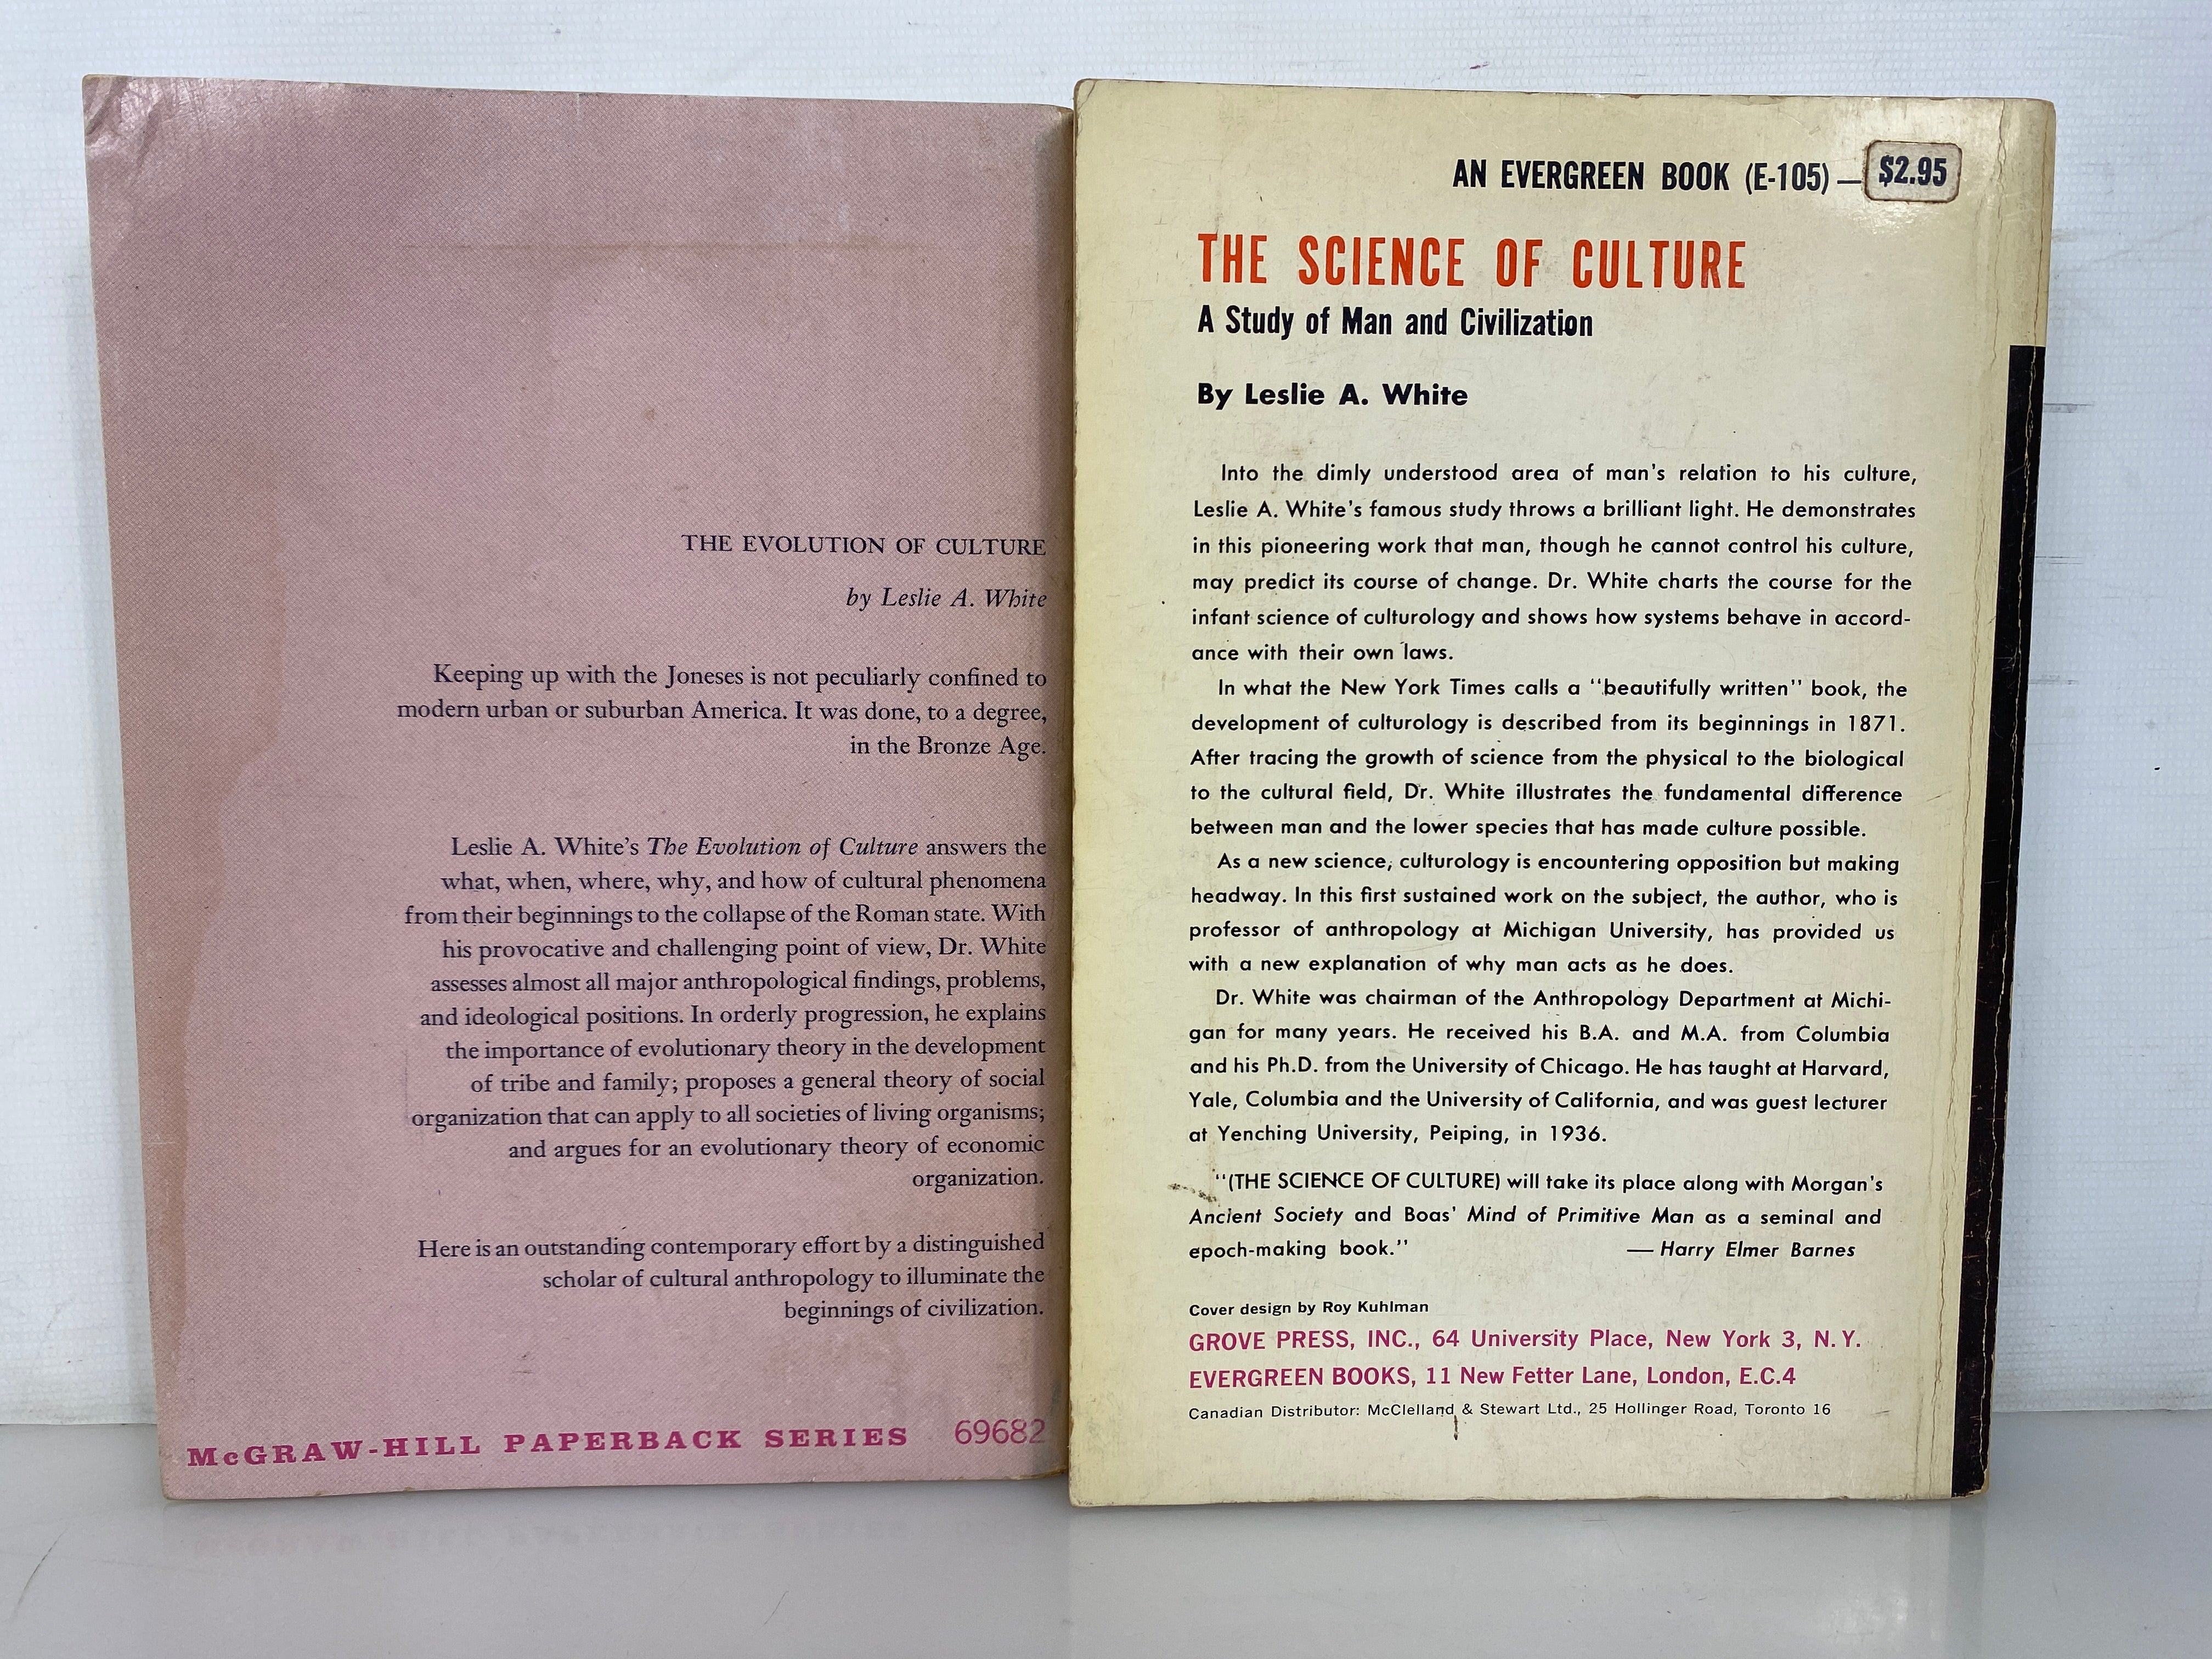 THE EVOLUTION OF CULTURE
by Leslie A. White
Keeping up with the Joneses is not peculiarly confined to
modern urban or suburban America. It was done, to a degree,
in the Bronze Age.
Leslie A. White's The Evolution of Culture answers the
what, when, where, why, and how of cultural phenomena
from their beginnings to the collapse of the Roman state. With
his provocative and challenging point of view, Dr. White
assesses almost all major anthropological findings, problems,
and ideological positions. In orderly progression, he explains
the importance of evolutionary theory in the development
of tribe and family; proposes a general theory of social
organization that can apply to all societies of living organisms;
and argues for an evolutionary theory of economic
organization.
Here is an outstanding contemporary effort by a distinguished
scholar of cultural anthropology to illuminate the
beginnings of civilization.
McGRAW-HILL PAPERBACK SERIES 69682
AN EVERGREEN BOOK (E-105) — $2.95
THE SCIENCE OF CULTURE
A Study of Man and Civilization
By Leslie A. White
Into the dimly understood area of man's relation to his culture,
Leslie A. White's famous study throws a brilliant light. He demonstrates
in this pioneering work that man, though he cannot control his culture,
may predict its course of change. Dr. White charts the course for the
infant science of culturology and shows how systems behave in accord-
ance with their own laws.
In what the New York Times calls a "beautifully written" book, the
development of culturology is described from its beginnings in 1871.
After tracing the growth of science from the physical to the biological
to the cultural field, Dr. White illustrates the fundamental difference
between man and the lower species that has made culture possible.
As a new science, culturology is encountering opposition but making
headway. In this first sustained work on the subject, the author, who is
professor of anthropology at Michigan University, has provided us
with a new explanation of why man acts as he does.
Dr. White was chairman of the Anthropology Department at Michi-
gan for many years. He received his B.A. and M.A. from Columbia
and his Ph.D. from the University of Chicago. He has taught at Harvard,
Yale, Columbia and the University of California, and was guest lecturer
at Yenching University, Peiping, in 1936.
"(THE SCIENCE OF CULTURE) will take its place along with Morgan's
Ancient Society and Boas' Mind of Primitive Man as a seminal and
epoch-making book." — Harry Elmer Barnes
Cover design by Roy Kuhlman
GROVE PRESS, INC., 64 University Place, New York 3, N. Y.
EVERGREEN BOOKS, 11 New Fetter Lane, London, E.C.4
Canadian Distributor: McClelland & Stewart Ltd., 25 Hollinger Road, Toronto 16